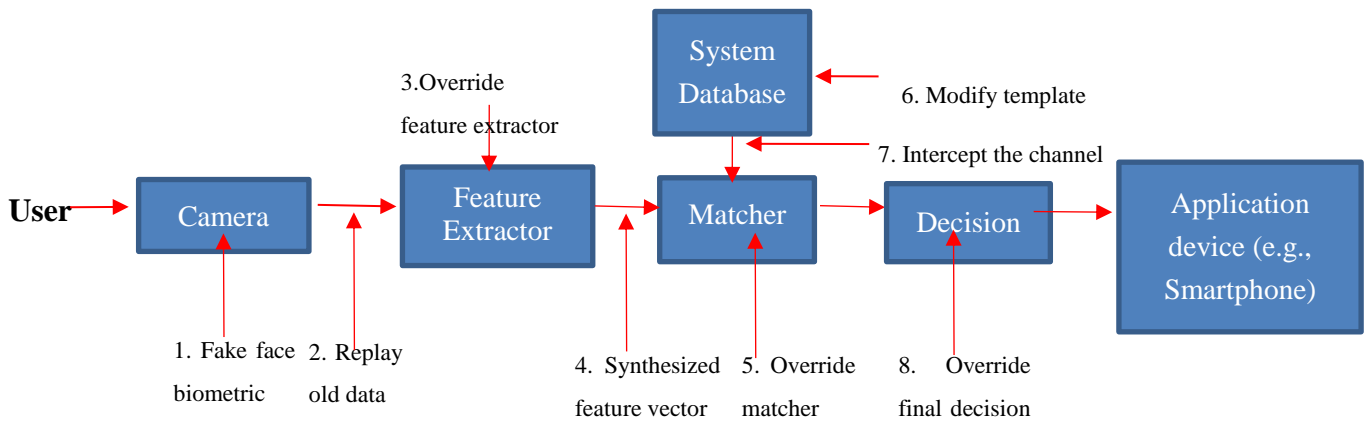 System
Database
3.Override
feature extractor
6. Modify template
7. Intercept the channel
User
Camera
Feature
Extractor
Matcher
Decision
Application
device (e.g.,
Smartphone)
1. Fake face
biometric
2. Replay
old data
4. Synthesized
feature vector
5. Override
matcher
8. Override
final decision